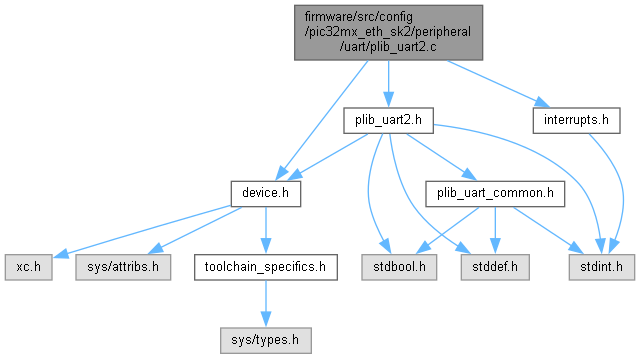 firmware/src/config
/pic32mx_eth_sk2/peripheral
/uart/plib_uart2.c
plib_uart2.h
interrupts.h
device.h
plib_uart_common.h
xc.h
sys/attribs.h
toolchain_specifics.h
stdbool.h
stddef.h
stdint.h
sys/types.h